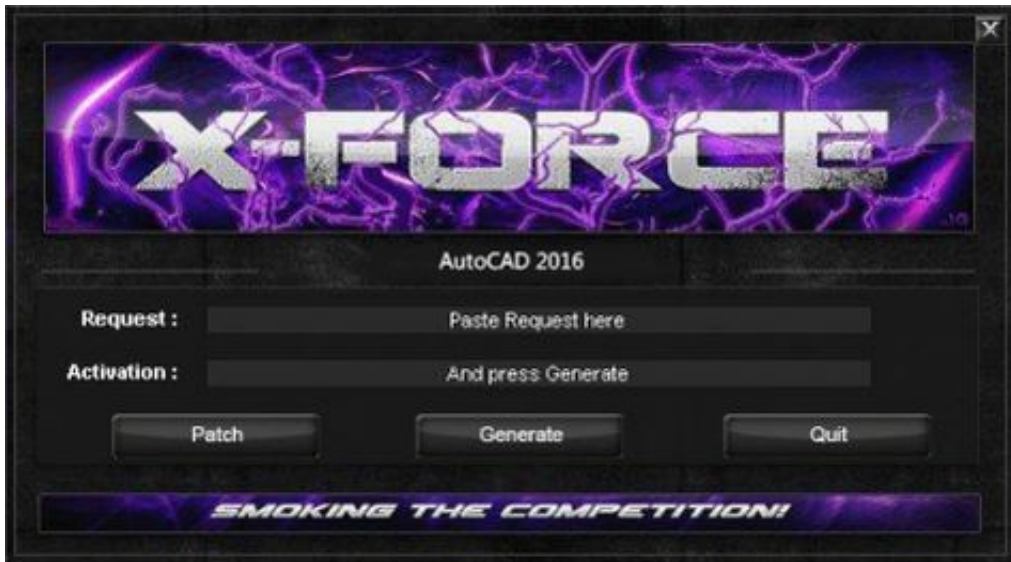 X-FORCE
AutoCAD 2016
Request :
Paste Request here
Activation :
And press Generate
Patch
Generate
Quit
SMOKING THE COMPETITION!